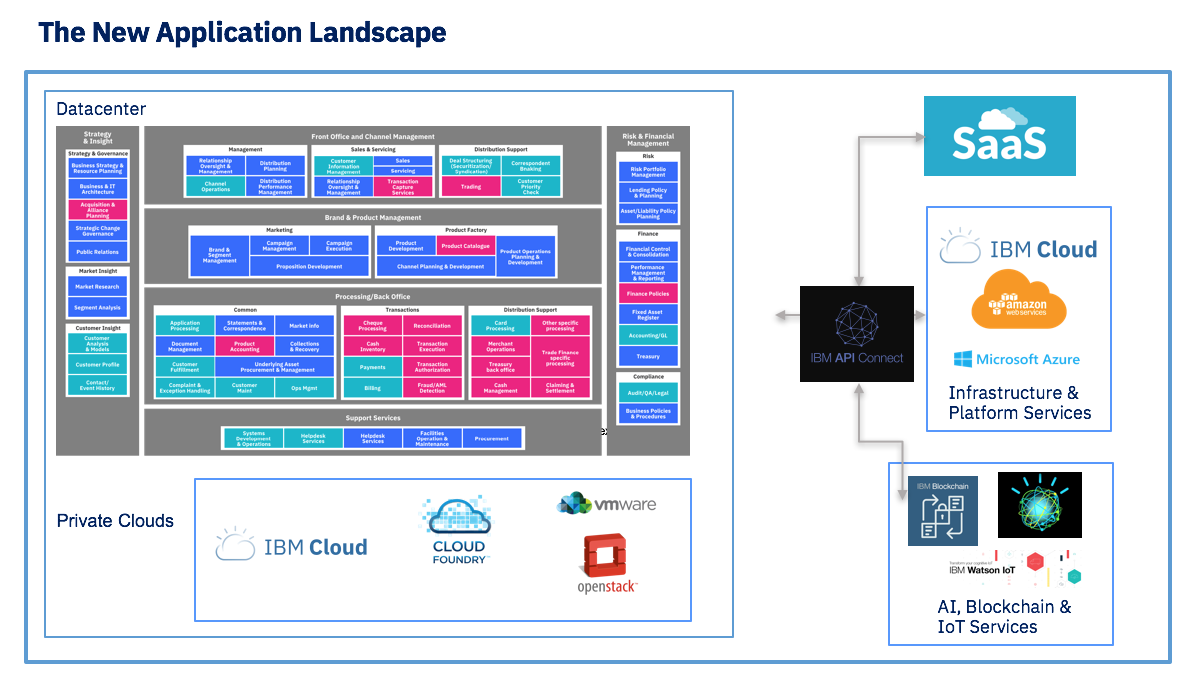 The New Application Landscape
Datacenter
Strategy
& Insight
Strategy & Governance
Business Strategy &
Resource Planning
Business & IT
Architecture
Acquisition &
Alliance
Planning
Strategic Change
Governance
Public Relations
Market Insight
Market Research
Segment Analysis
Customer Insight
Customer
Analysis
& Models
Customer Profile
Contact/
Event History
Front Office and Channel Management
Management
Relationship
Oversight &
Management
Distribution
Planning
Channel
Operations
Distribution
Performance
Management
Sales & Servicing
Customer
Information
Management
Sales
Servicing
Relationship
Oversight &
Management
Transaction
Capture
Services
Distribution Support
Deal Structuring
(Securitization/
Syndication)
Correspondent
Bnaking
Trading
Customer
Priority
Check
Brand & Product Management
Marketing
Brand &
Segment
Management
Campaign
Management
Campaign
Execution
Proposition Development
Product Factory
Product
Development
Product Catalogue
Product Operations
Planning &
Development
Channel Planning & Development
Processing/Back Office
Common
Application
Processing
Statements &
Correspondence
Market info
Document
Management
Product
Accounting
Collections
& Recovery
Customer
Fulfillment
Underlying Asset
Procurement & Management
Complaint &
Exception Handling
Customer
Maint
Ops Mgmt
Transactions
Cheque
Processing
Reconciliation
Cash
Inventory
Transaction
Execution
Payments
Transaction
Authorization
Billing
Fraud/AML
Detection
Distribution Support
Card
Processing
Other specific
processing
Merchant
Operations
Trade Finance
specific
processing
Treasury
back office
Cash
Management
Claiming &
Settlement
Support Services
Systems
Development
& Operations
Helpdesk
Services
Helpdesk
Services
Facilities
Operation &
Maintenance
Procurement
Risk & Financial
Management
Risk
Risk Portfolio
Management
Lending Policy
& Planning
Asset/Liability Policy
Planning
Finance
Financial Control
& Consolidation
Performance
Management
& Reporting
Finance Policies
Fixed Asset
Register
Accounting/GL
Treasury
Compliance
Audit/QA/Legal
Business Policies
& Procedures
Private Clouds
IBM Cloud
CLOUD
FOUNDRY™
vmware
openstack™
IBM API Connect
SaaS
IBM Cloud
amazon
web services
Microsoft Azure
Infrastructure &
Platform Services
IBM Blockchain
Transform your cognitive IoT
IBM Watson IoT
AI, Blockchain &
IoT Services